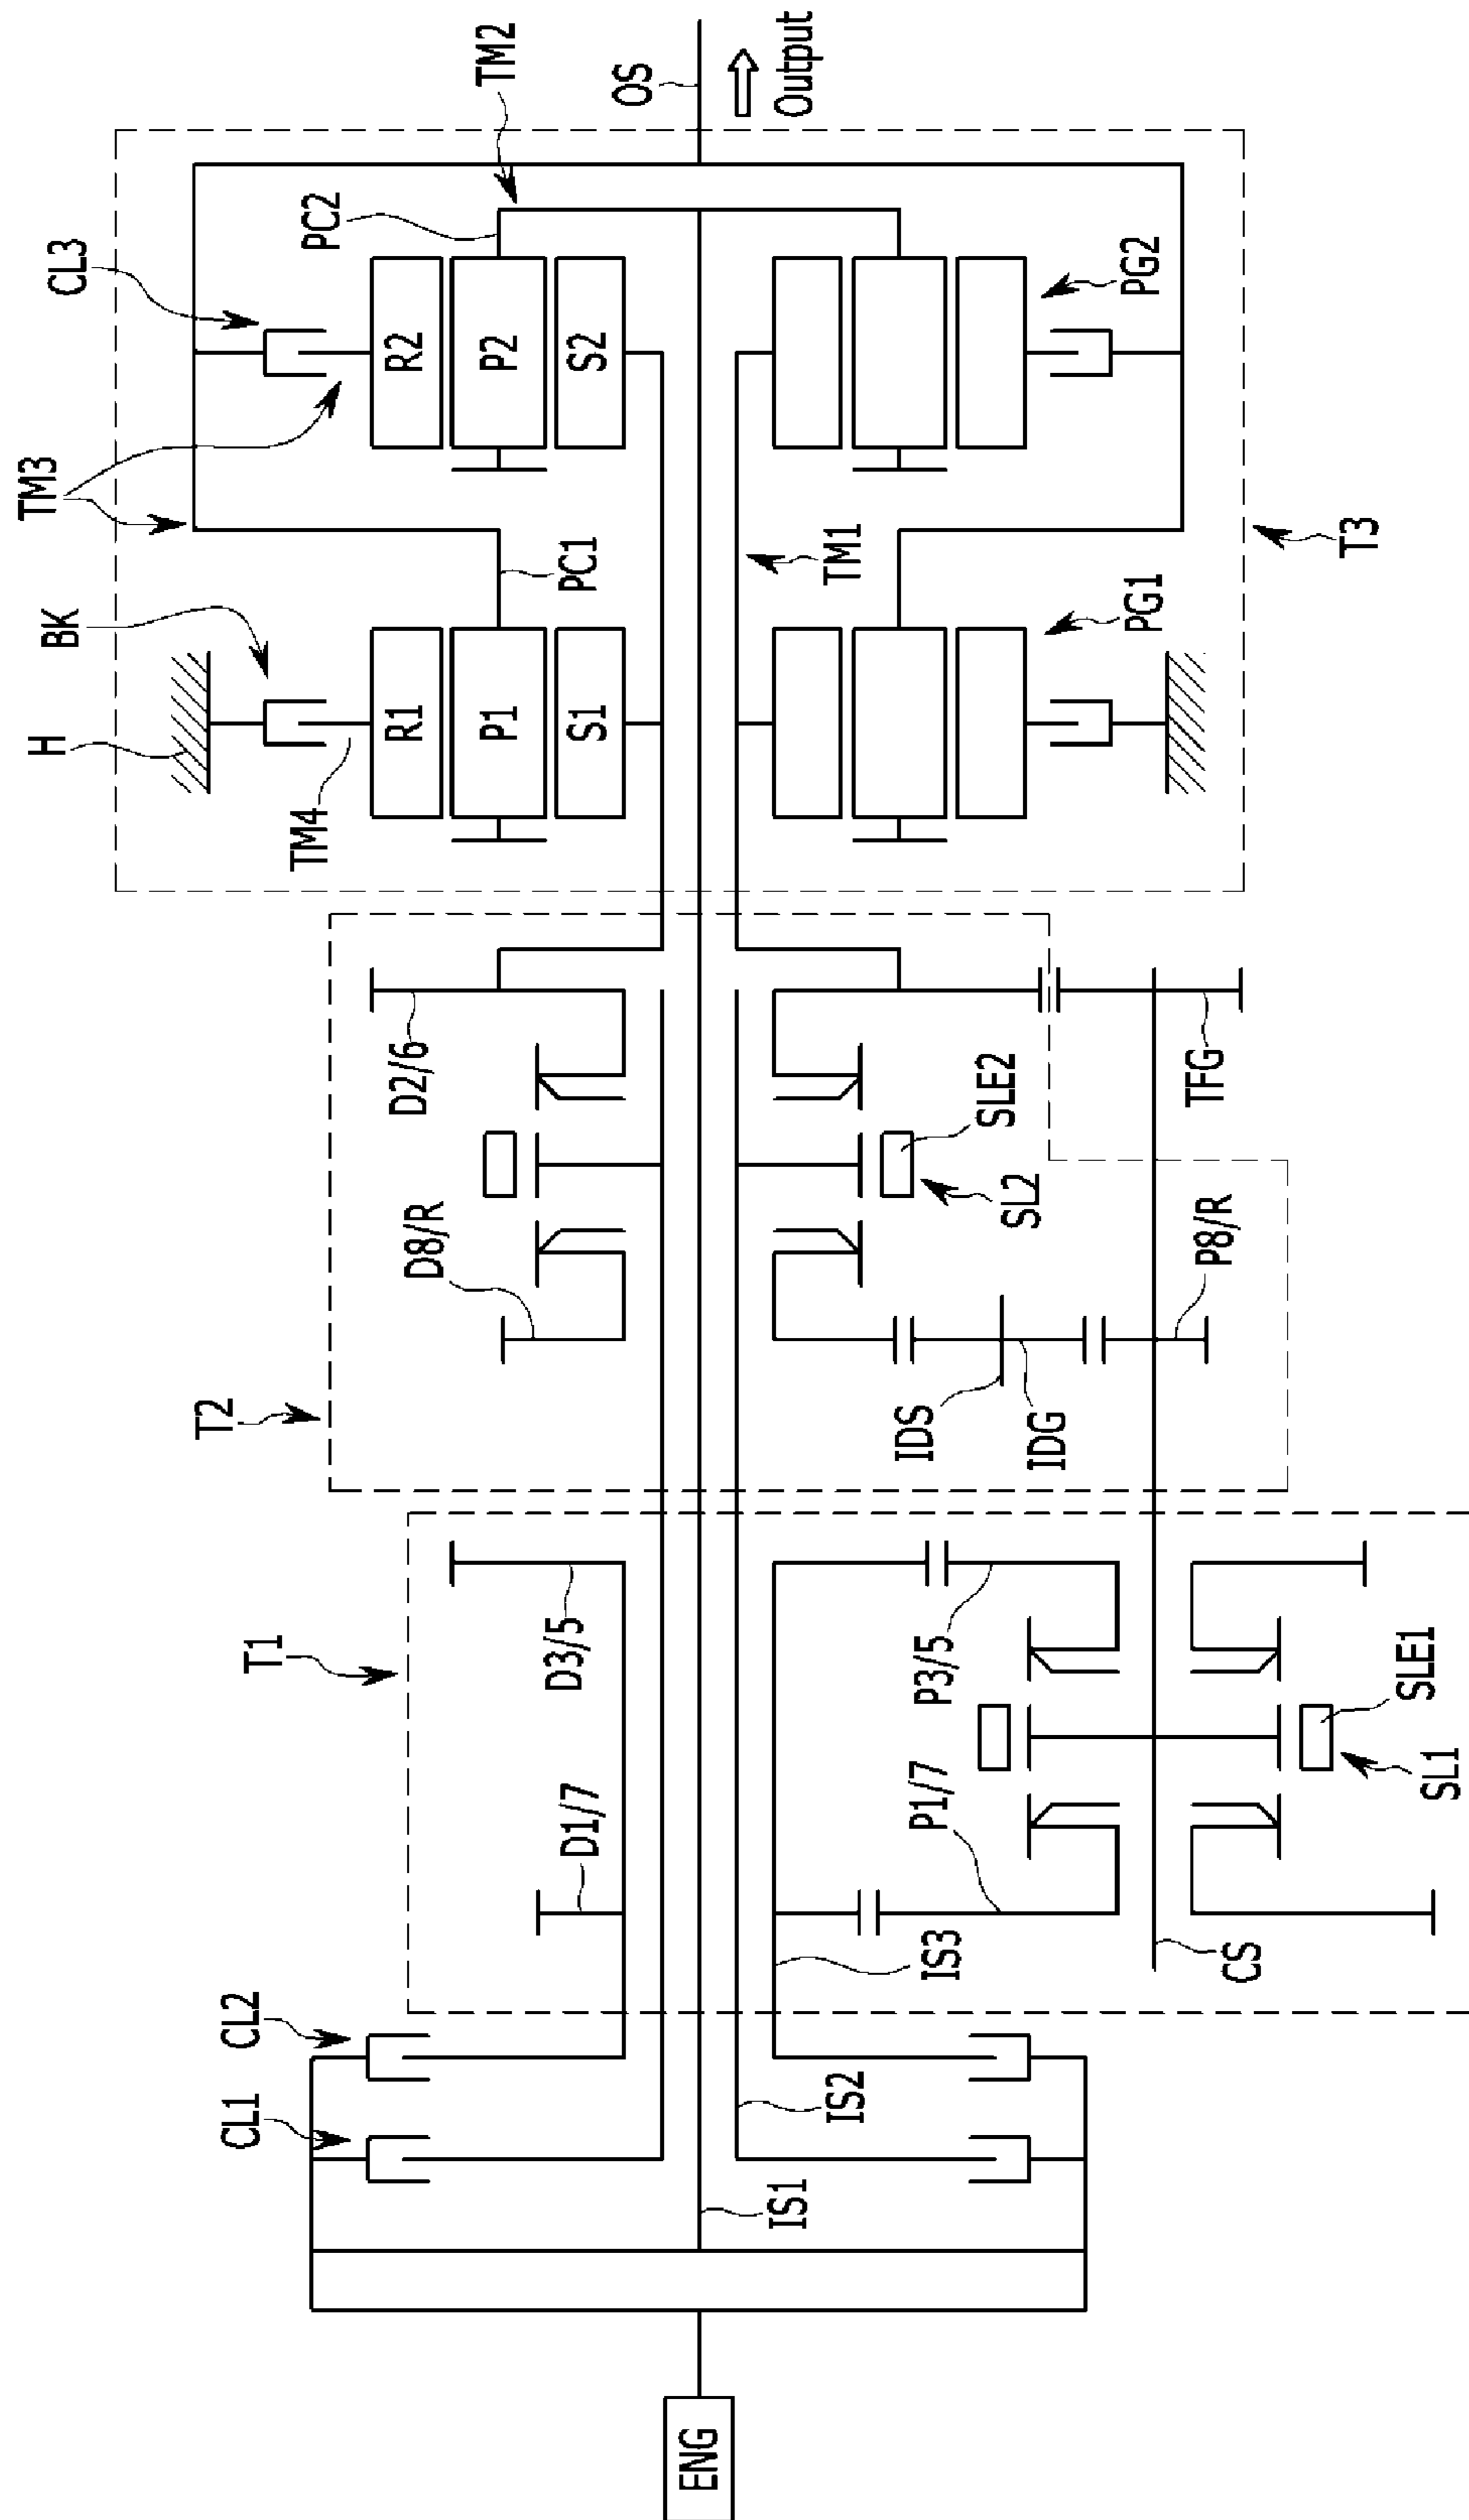 H
BK
TM3
CL3
TM4
R1
P1
S1
R2
P2
S2
PC1
PC2
TM2
OS
Output
TM1
PG1
PG2
T3
T2
D8/R
D2/6
SLE2
SL2
IDS
IDG
P8/R
TFG
T1
D1/7
D3/5
P1/7
P3/5
IS3
CS
SLE1
SL1
CL1
CL2
IS1
IS2
ENG